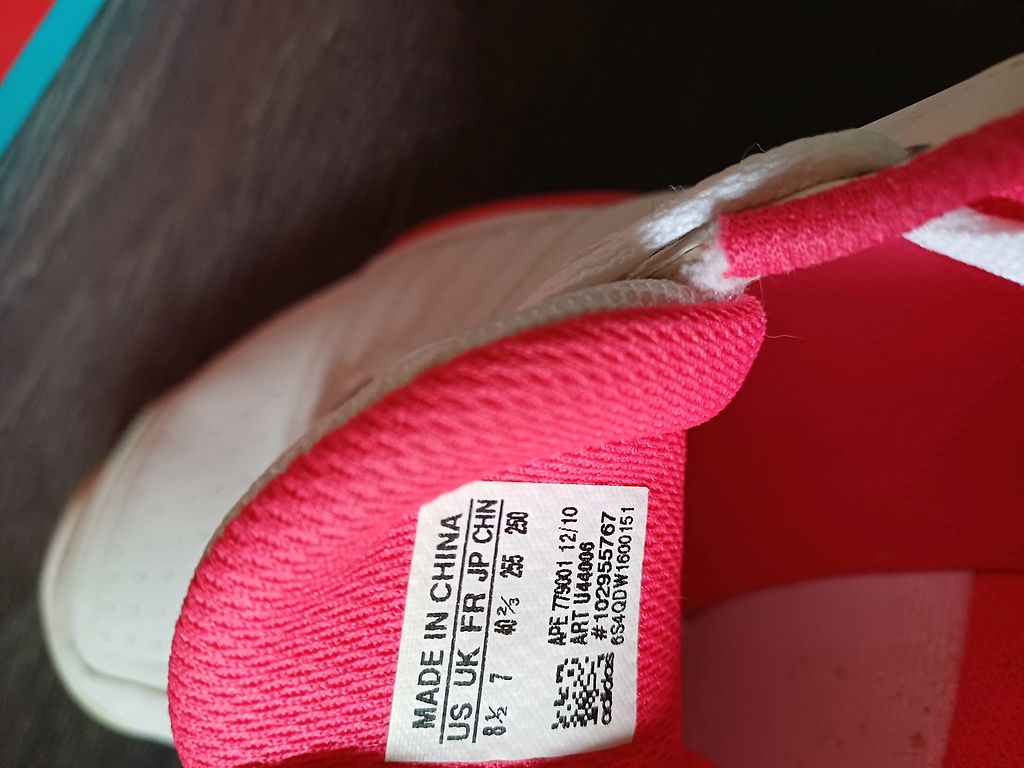 MADE IN CHINA
US UK FR JP CHN
8½ 7 40⅔ 255 250
APE 779001 12/10
ART U44006
#102955767
adidas 6S4QDW1600151